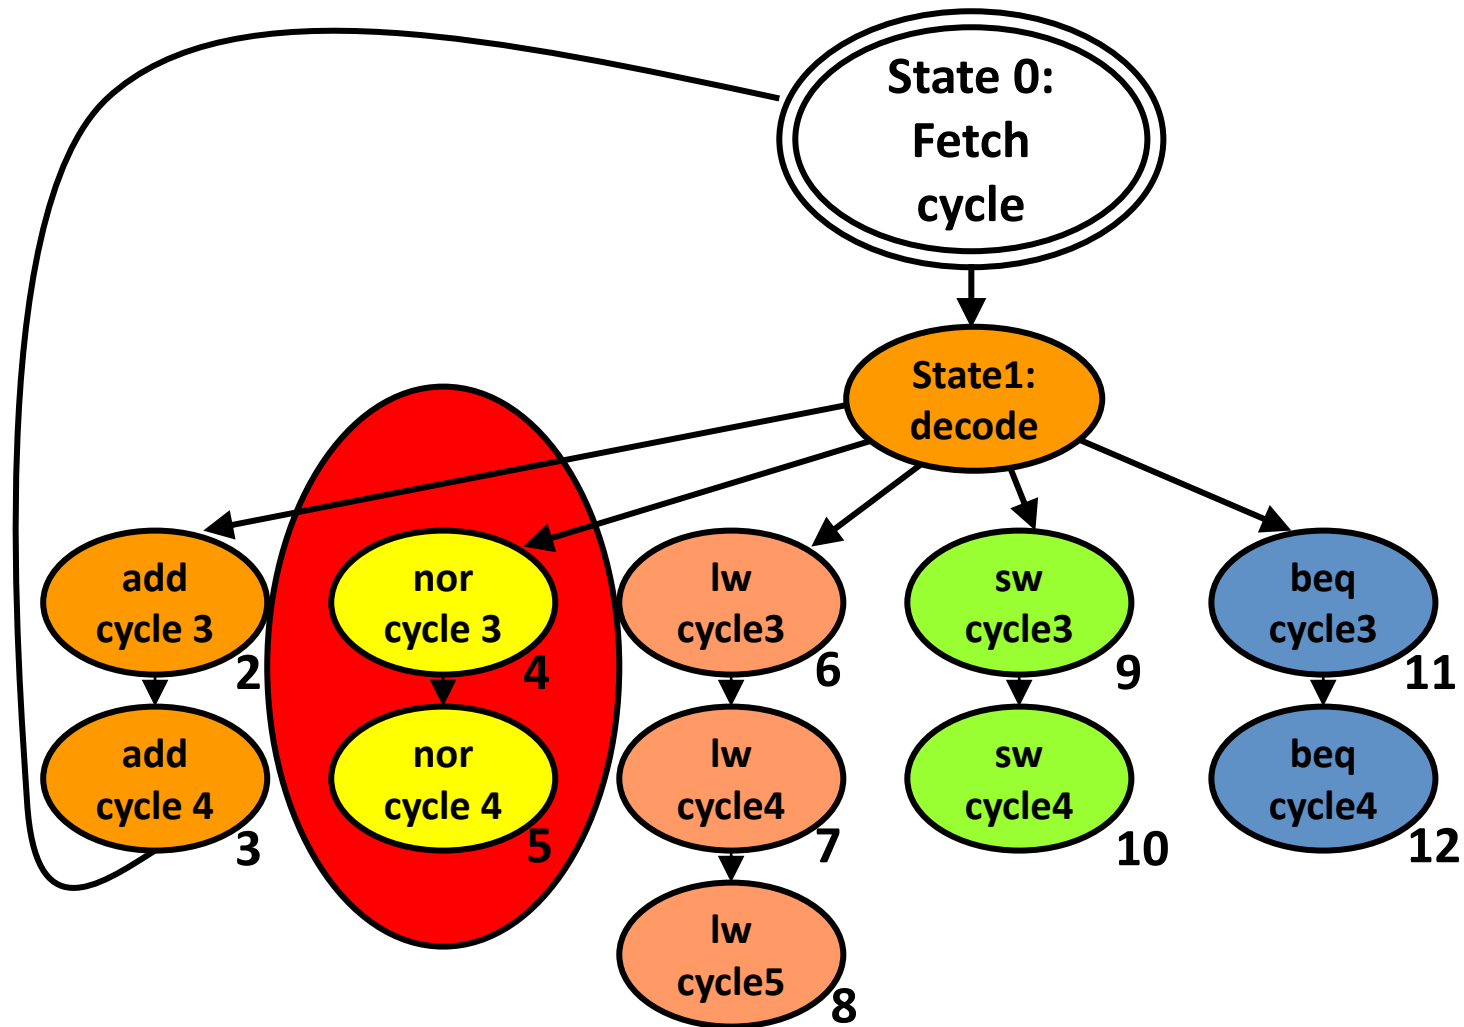 State 0:
Fetch
cycle
State1:
decode
add
cycle 3
2
nor
cycle 3
4
lw
cycle3
6
sw
cycle3
9
beq
cycle3
11
add
cycle 4
3
nor
cycle 4
5
lw
cycle4
7
sw
cycle4
10
beq
cycle4
12
lw
cycle5
8